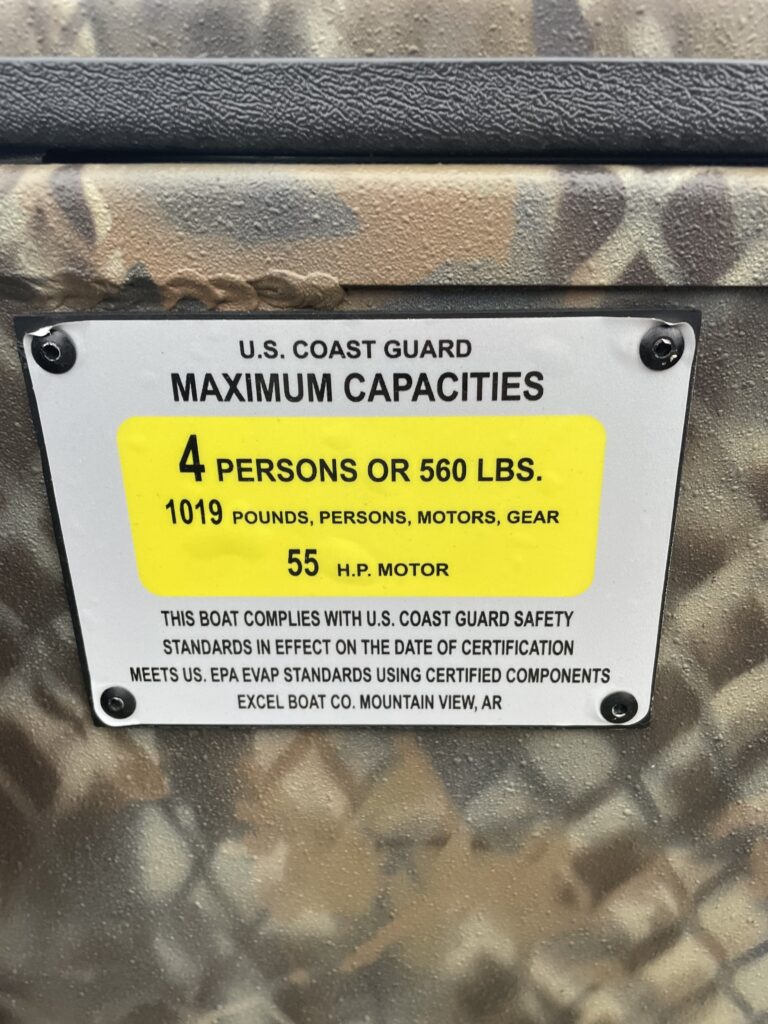 U.S. COAST GUARD
MAXIMUM CAPACITIES
4 PERSONS OR 560 LBS.
1019 POUNDS, PERSONS, MOTORS, GEAR
55 H.P. MOTOR
THIS BOAT COMPLIES WITH U.S. COAST GUARD SAFETY
STANDARDS IN EFFECT ON THE DATE OF CERTIFICATION
MEETS US. EPA EVAP STANDARDS USING CERTIFIED COMPONENTS
EXCEL BOAT CO. MOUNTAIN VIEW, AR